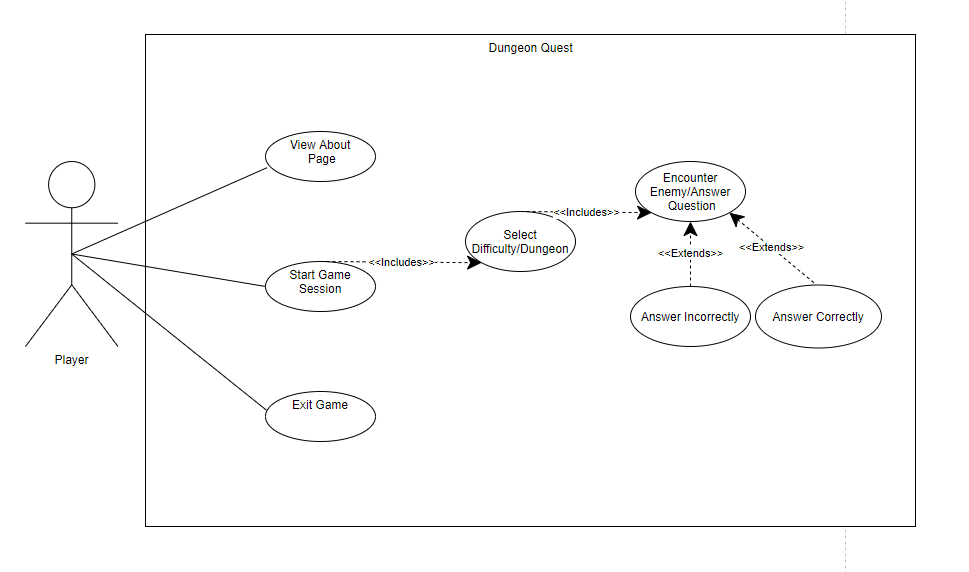 Dungeon Quest
View About
Page
Encounter
Enemy/Answer
Question
<<Includes>>
Select
Difficulty/Dungeon
<<Extends>>
<<Extends>>
<<Includes>>
Start Game
Session
Answer Incorrectly
Answer Correctly
Player
Exit Game